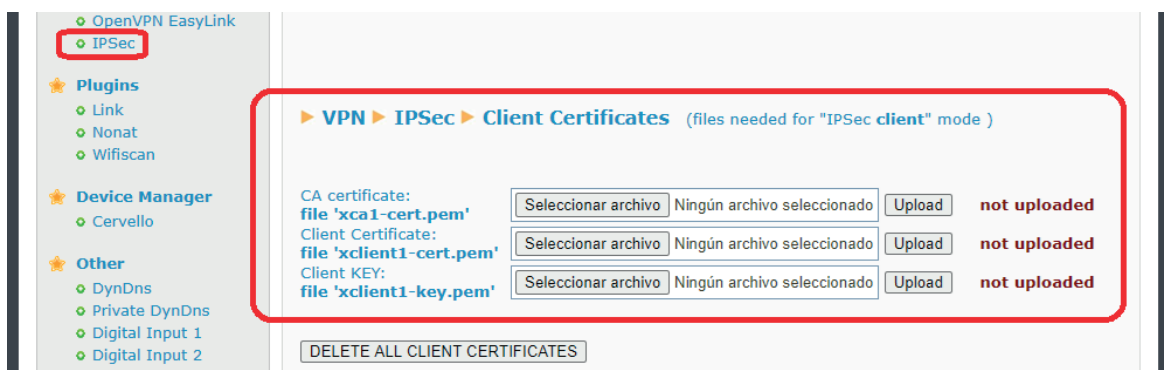 OpenVPN EasyLink
IPSec
Plugins
Link
Nonat
Wifiscan
Device Manager
Cervello
Other
DynDns
Private DynDns
Digital Input 1
Digital Input 2
VPN IPSec Client Certificates (files needed for "IPSec client" mode )
CA certificate:
file 'xca1-cert.pem' Seleccionar archivo Ningún archivo seleccionado Upload not uploaded
Client Certificate:
file 'xclient1-cert.pem' Seleccionar archivo Ningún archivo seleccionado Upload not uploaded
Client KEY:
file 'xclient1-key.pem' Seleccionar archivo Ningún archivo seleccionado Upload not uploaded
DELETE ALL CLIENT CERTIFICATES